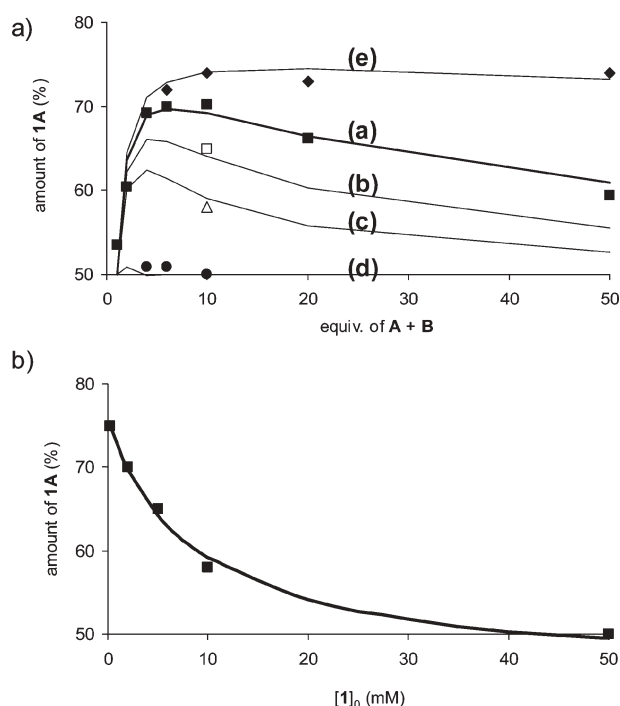 a)
80
70
60
50
amount of 1A (%)
(e)
(a)
(b)
(c)
(d)
0 10 20 30 40 50
equiv. of A + B
b)
80
70
60
50
amount of 1A (%)
0 10 20 30 40 50
[1]₀ (mM)